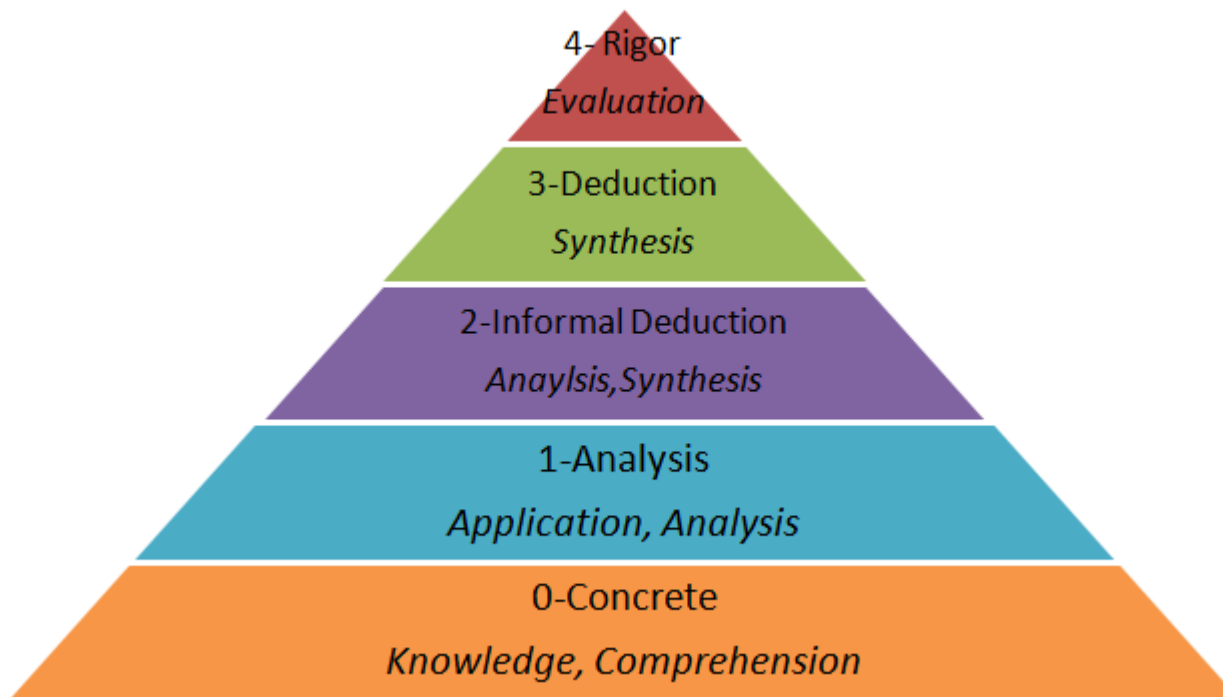 4- Rigor
Evaluation
3-Deduction
Synthesis
2-Informal Deduction
Anaylsis,Synthesis
1-Analysis
Application, Analysis
0-Concrete
Knowledge, Comprehension